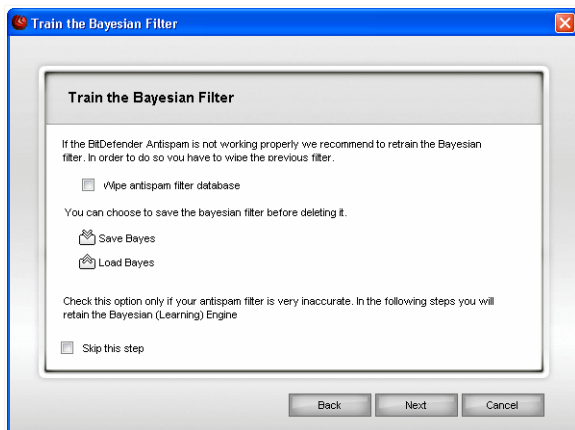 Train the Bayesian Filter
Train the Bayesian Filter
If the BitDefender Antispam is not working properly we recommend to retrain the Bayesian
filter. In order to do so you have to wipe the previous filter.
Wipe antispam filter database
You can choose to save the bayesian filter before deleting it.
Save Bayes
Load Bayes
Check this option only if your antispam filter is very inaccurate. In the following steps you will
retain the Bayesian (Learning) Engine
Skip this step
Back
Next
Cancel